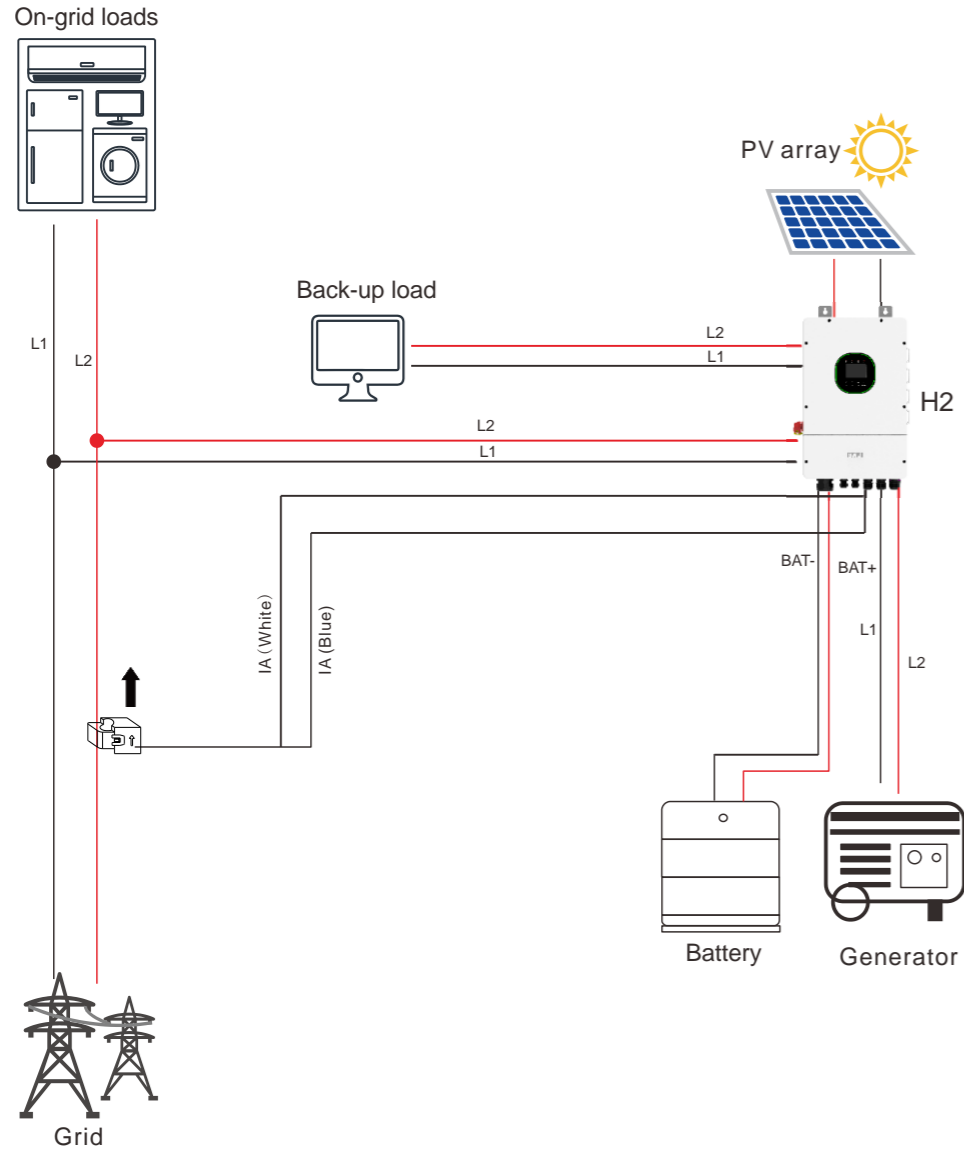 On-grid loads
PV array
Back-up load
L2
L1
L1
L2
H2
L2
L1
BAT-
BAT+
IA (White)
IA (Blue)
L1
L2
Battery
Generator
Grid